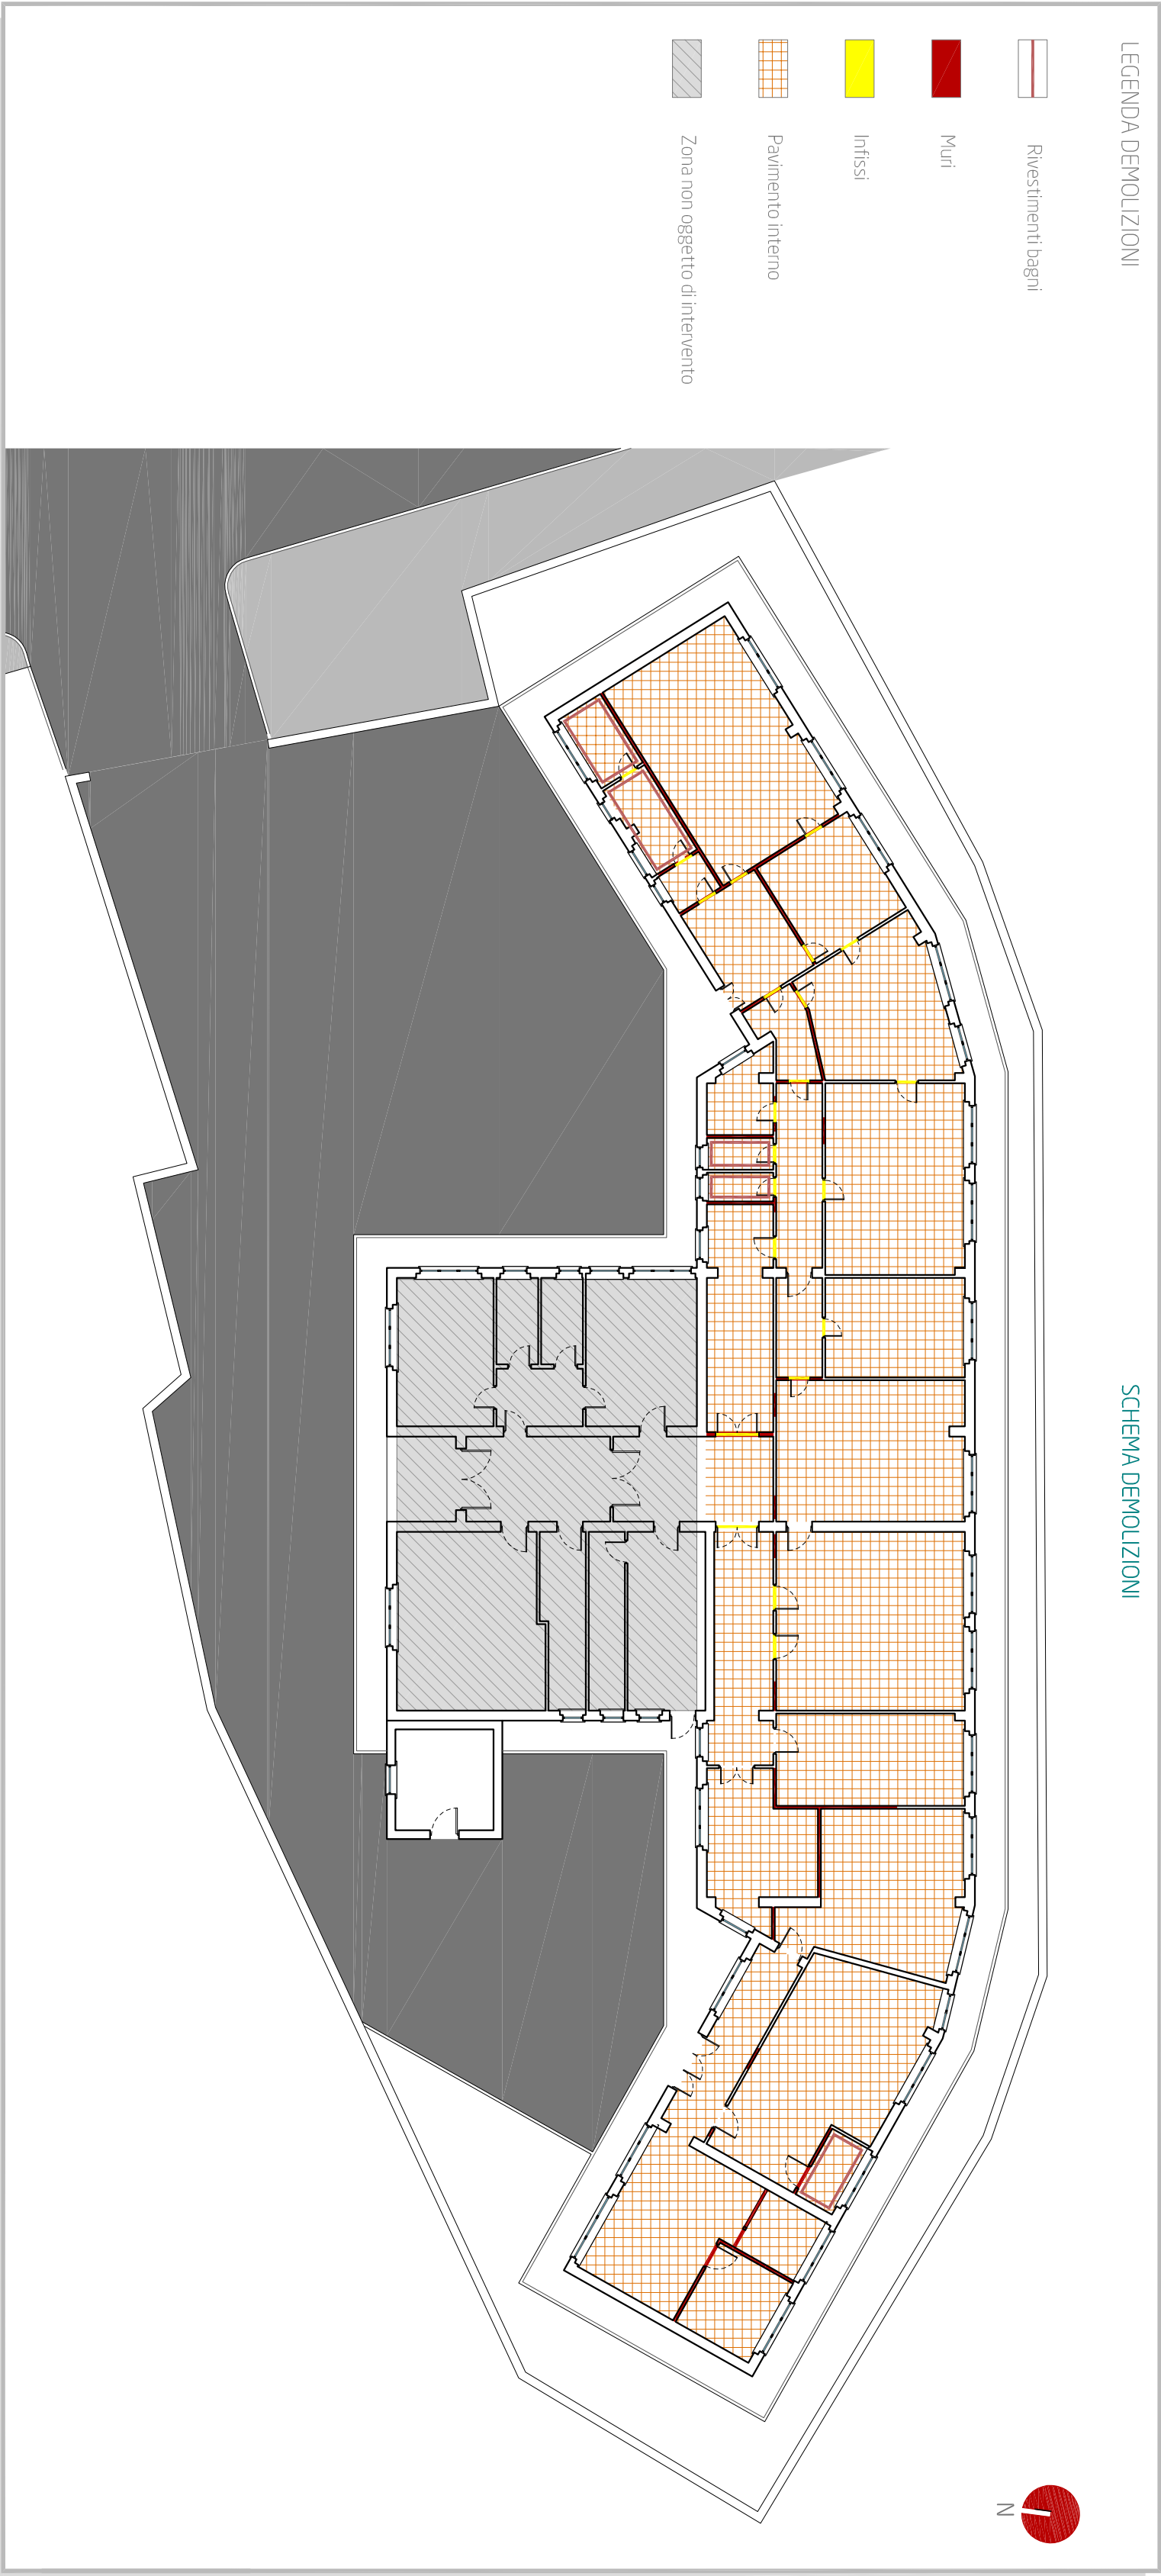 SCHEMA DEMOLIZIONI
LEGENDA DEMOLIZIONI
Rivestimenti bagni
Muri
Infissi
Pavimento interno
Zona non oggetto di intervento
N